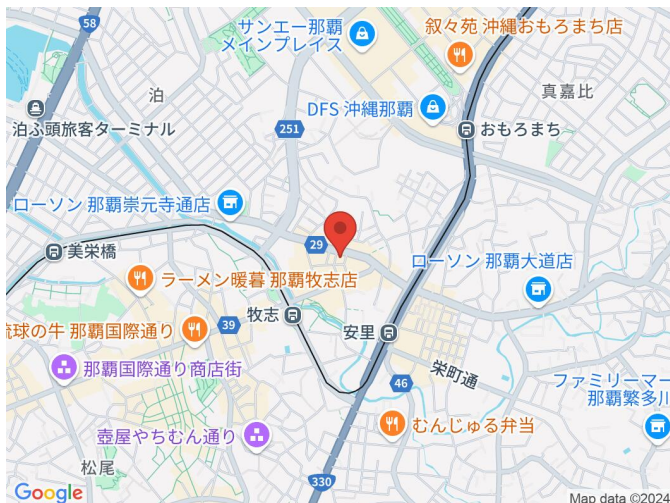 58
サンエー那覇
メインプレイス
叙々苑 沖縄おもろまち店
泊
真嘉比
DFS 沖縄那覇
泊ふ頭旅客ターミナル
251
おもろまち
ローソン 那覇崇元寺通店
29
美栄橋
ローソン 那覇大道店
ラーメン暖暮 那覇牧志店
牧志
39
安里
琉球の牛 那覇国際通り
那覇国際通り商店街
46
栄町通
ファミリーマー
那覇繁多川
むんじゅる弁当
壺屋やちむん通り
松尾
330
Google
Map data ©2024